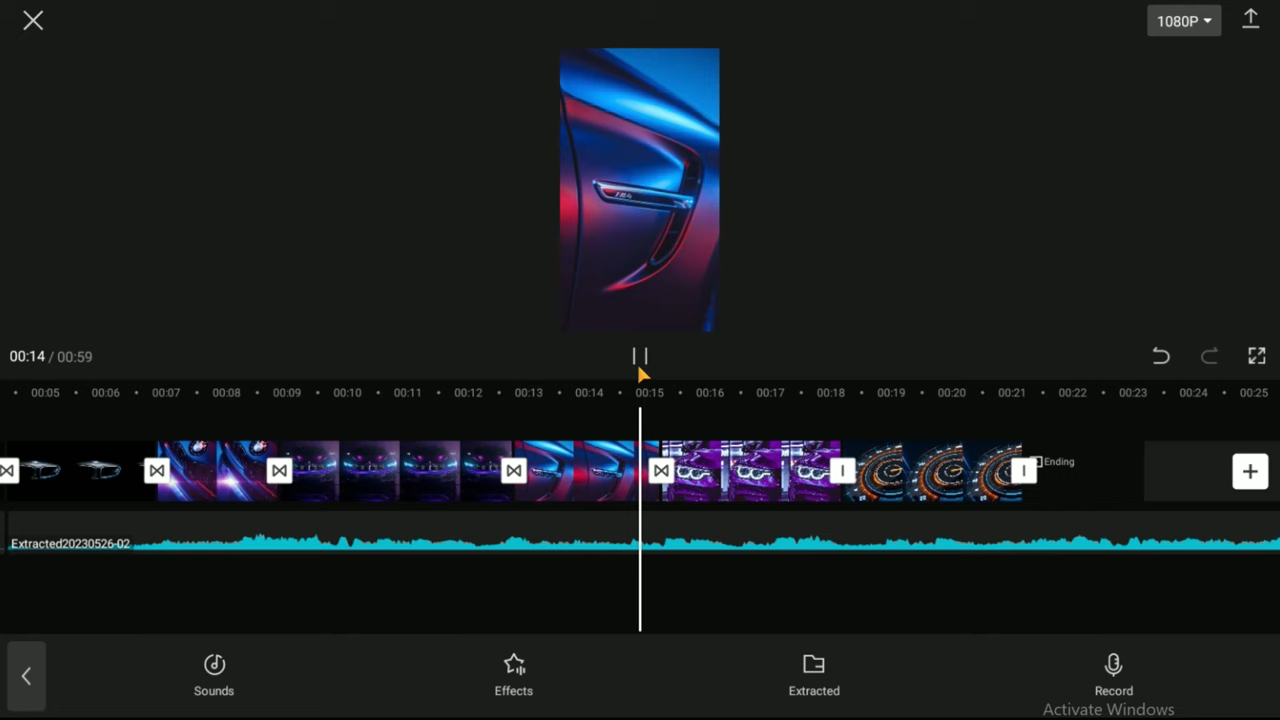 1080P
00:14 / 00:59
00:05 00:06 00:07 00:08 00:09 00:10 00:11 00:12 00:13 00:14 00:15 00:16 00:17 00:18 00:19 00:20 00:21 00:22 00:23 00:24 00:25
Ending
Extracted20230526-02
Sounds Effects Extracted Record
Activate Windows